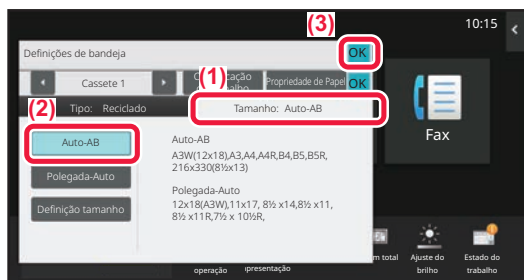 (3)
10:15
Definições de bandeja
OK
Cassete 1
(1)
Propriedade de Papel
OK
(2)
Tipo: Reciclado
Tamanho: Auto-AB
Auto-AB
Polegada-Auto
Definição tamanho
Auto-AB
A3W(12x18),A3,A4,A4R,B4,B5,B5R,
216x330(8½x13)
Polegada-Auto
12x18(A3W),11x17, 8½ x14,8½ x11,
8½ x11R,7½ x 10½R,
Fax
m total
Ajuste do
brilho
Estado do
trabalho
operação
ıpresentação